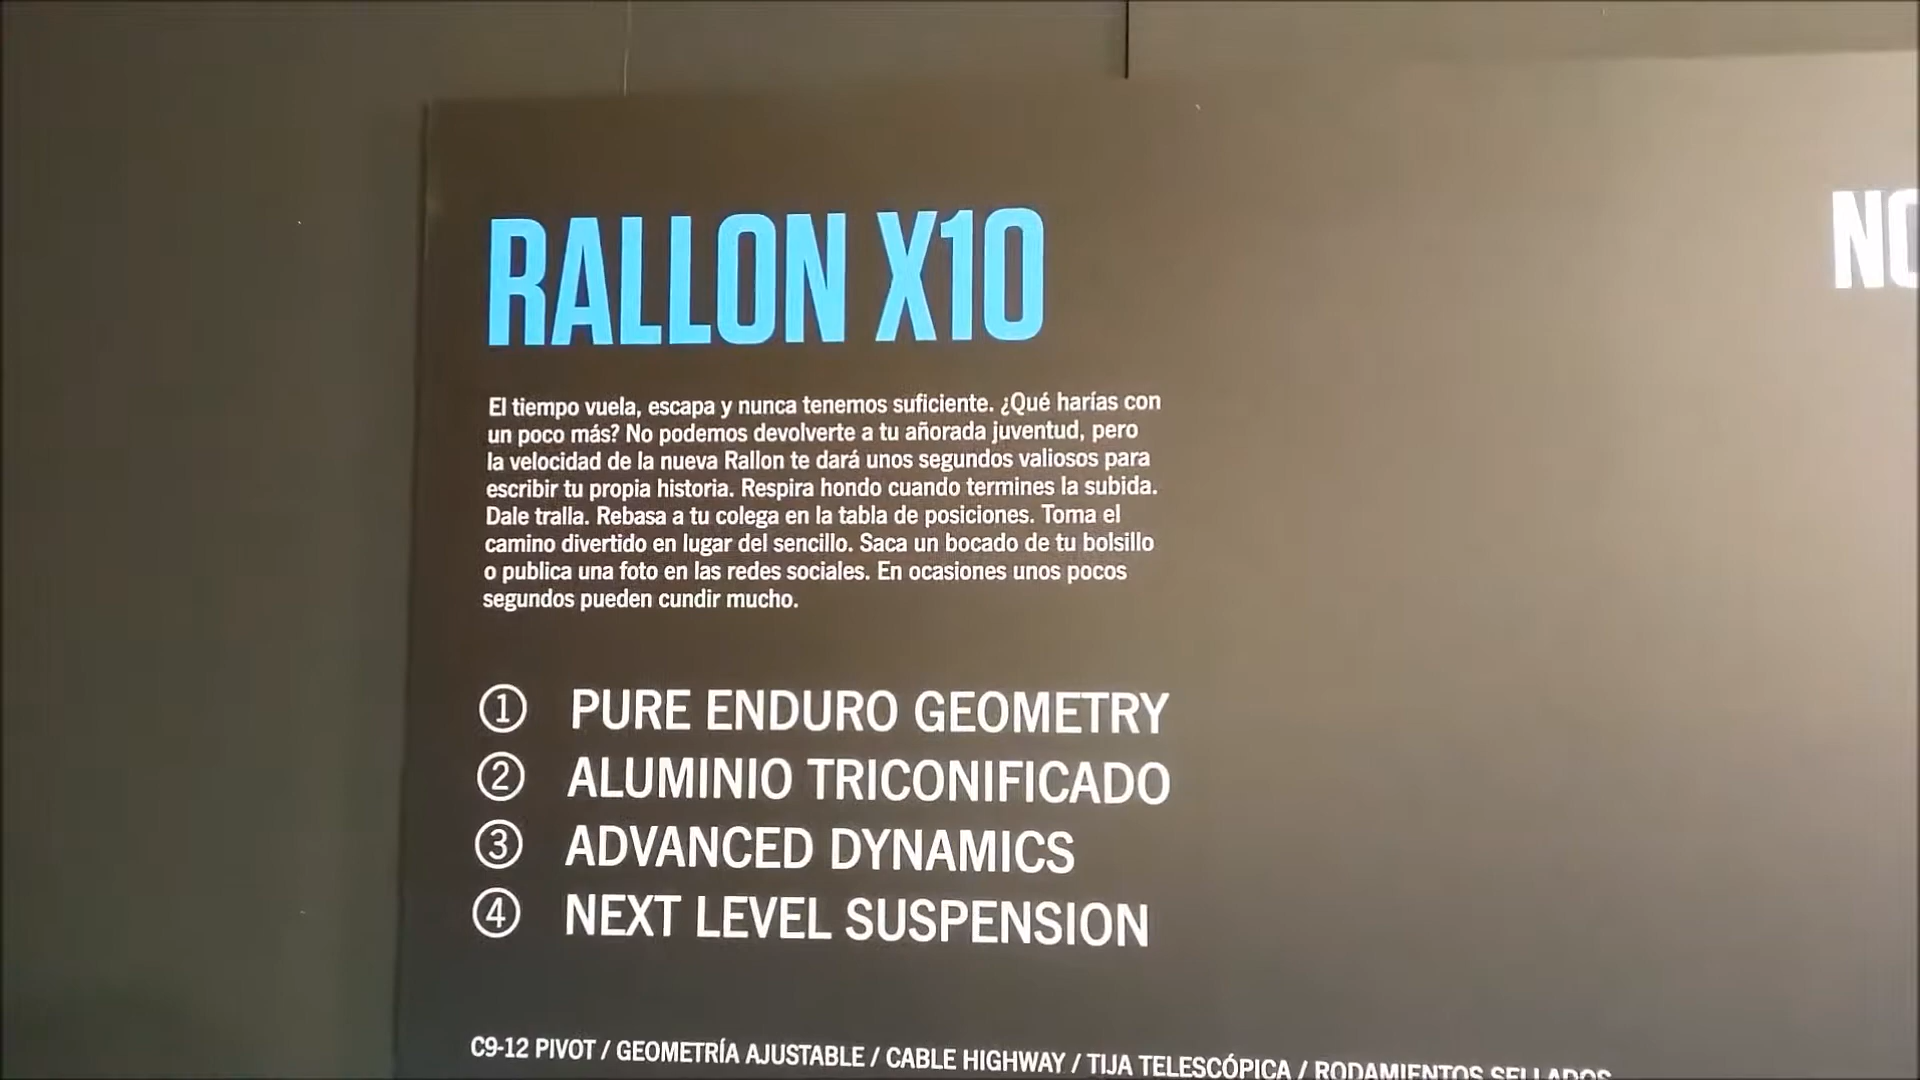 RALLON X10
El tiempo vuela, escapa y nunca tenemos suficiente. ¿Qué harías con
un poco más? No podemos devolverte a tu añorada juventud, pero
la velocidad de la nueva Rallon te dará unos segundos valiosos para
escribir tu propia historia. Respira hondo cuando termines la subida.
Dale tralla. Rebasa a tu colega en la tabla de posiciones. Toma el
camino divertido en lugar del sencillo. Saca un bocado de tu bolsillo
o publica una foto en las redes sociales. En ocasiones unos pocos
segundos pueden cundir mucho.
① PURE ENDURO GEOMETRY
② ALUMINIO TRICONIFICADO
③ ADVANCED DYNAMICS
④ NEXT LEVEL SUSPENSION
C9-12 PIVOT / GEOMETRÍA AJUSTABLE / CABLE HIGHWAY / TIJA TELESCÓPICA / RODAMIENTOS SELLADOS